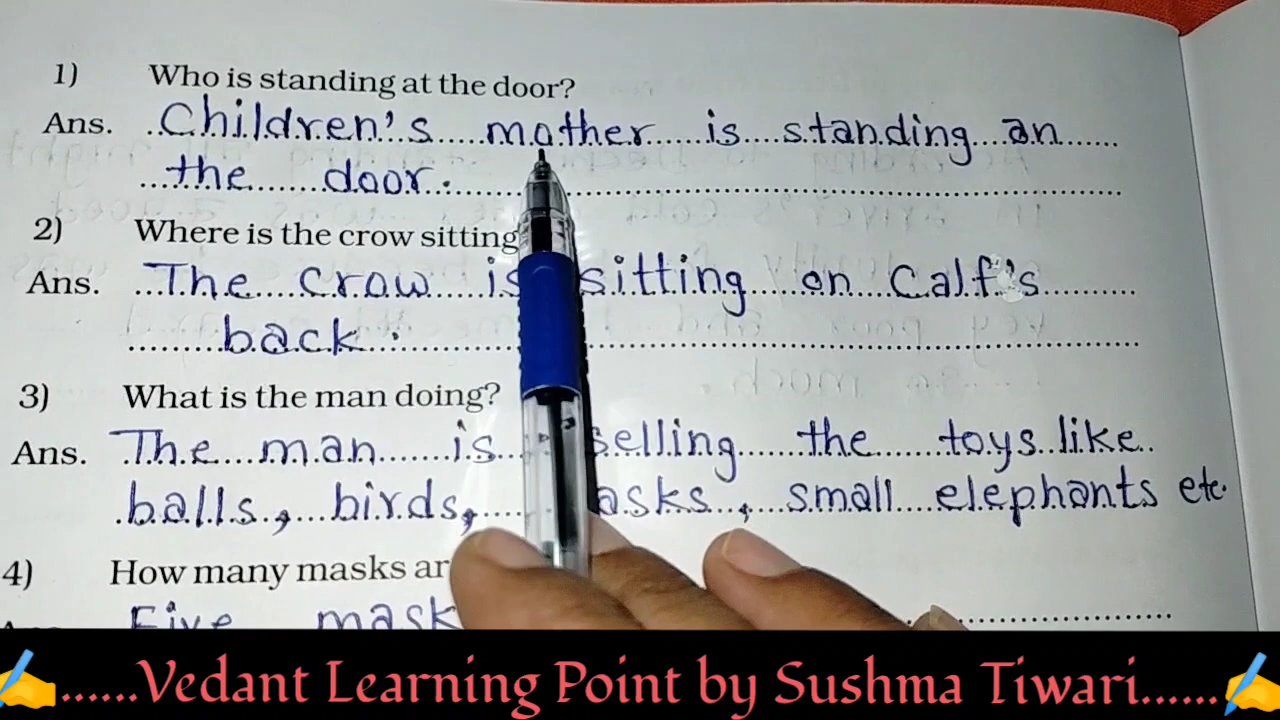 1) Who is standing at the door?
Ans. Children's mother is standing an
the door.
2) Where is the crow sitting
Ans. The crow is sitting on Calf's
back.
3) What is the man doing?
Ans. The man is selling the toys like
balls, birds, asks, small elephants etc.
4) How many masks ar
Five mask
✍......Vedant Learning Point by Sushma Tiwari......✍